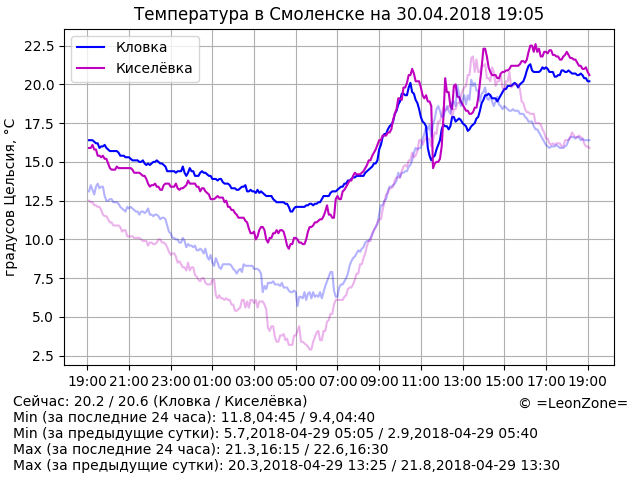 Температура в Смоленске на 30.04.2018 19:05
Кловка
Киселёвка
градусов Цельсия, °C
22.5
20.0
17.5
15.0
12.5
10.0
7.5
5.0
2.5
19:00 21:00 23:00 01:00 03:00 05:00 07:00 09:00 11:00 13:00 15:00 17:00 19:00
Сейчас: 20.2 / 20.6 (Кловка / Киселёвка)
© =LeonZone=
Min (за последние 24 часа): 11.8,04:45 / 9.4,04:40
Min (за предыдущие сутки): 5.7,2018-04-29 05:05 / 2.9,2018-04-29 05:40
Max (за последние 24 часа): 21.3,16:15 / 22.6,16:30
Max (за предыдущие сутки): 20.3,2018-04-29 13:25 / 21.8,2018-04-29 13:30